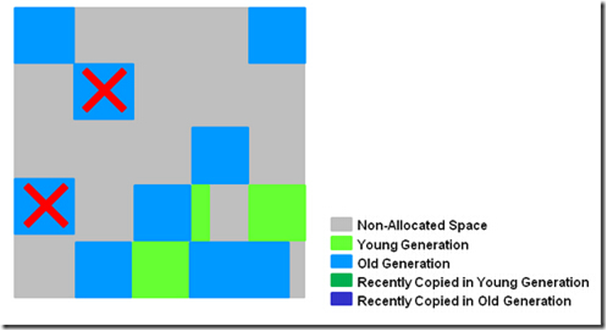 Non-Allocated Space
Young Generation
Old Generation
Recently Copied in Young Generation
Recently Copied in Old Generation